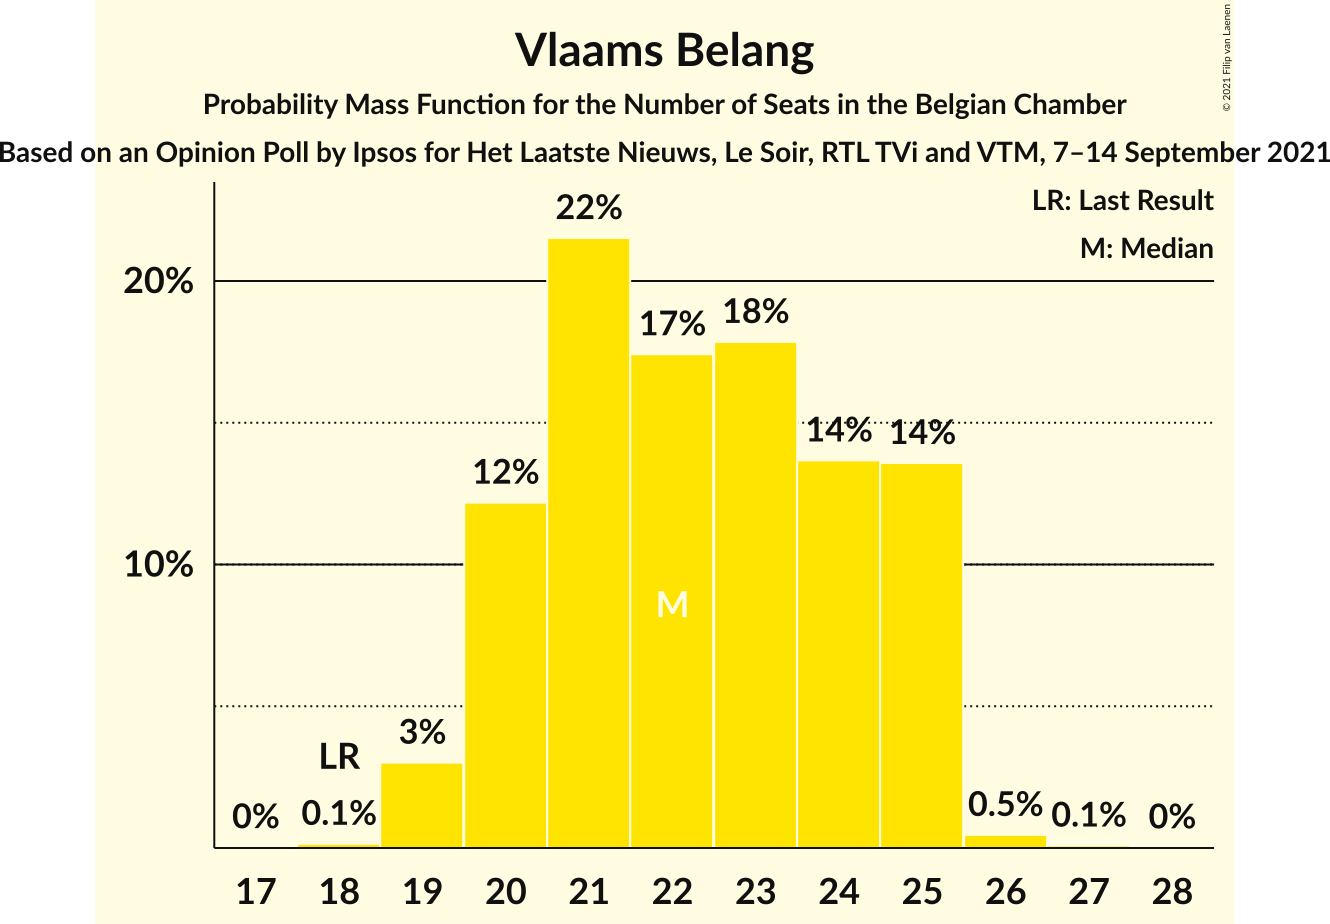 Vlaams Belang
Probability Mass Function for the Number of Seats in the Belgian Chamber
Based on an Opinion Poll by Ipsos for Het Laatste Nieuws, Le Soir, RTL TVi and VTM, 7–14 September 2021
© 2021 Filip van Laenen
LR: Last Result
M: Median
20%
10%
0%
LR
0.1%
3%
12%
22%
17%
M
18%
14%
14%
0.5%
0.1%
0%
17 18 19 20 21 22 23 24 25 26 27 28